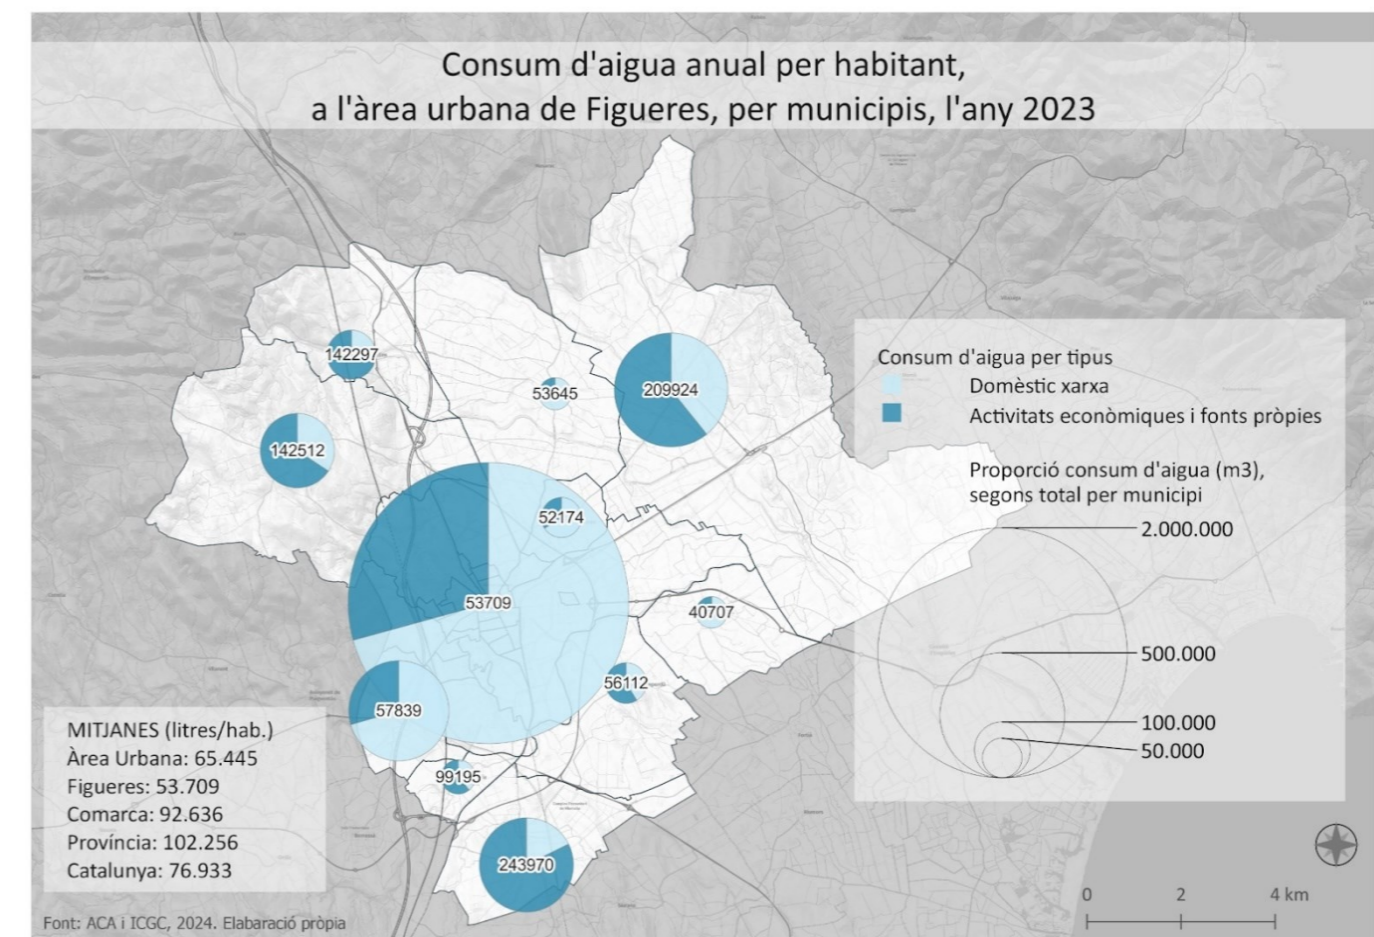 Consum d'aigua anual per habitant,
a l'àrea urbana de Figueres, per municipis, l'any 2023
142297
53645
209924
142512
52174
53709
40707
56112
57839
99195
243970
Consum d'aigua per tipus
Domèstic xarxa
Activitats econòmiques i fonts pròpies
Proporció consum d'aigua (m3),
segons total per municipi
2.000.000
500.000
100.000
50.000
MITJANES (litres/hab.)
Àrea Urbana: 65.445
Figueres: 53.709
Comarca: 92.636
Província: 102.256
Catalunya: 76.933
0 2 4 km
Font: ACA i ICGC, 2024. Elabaració pròpia